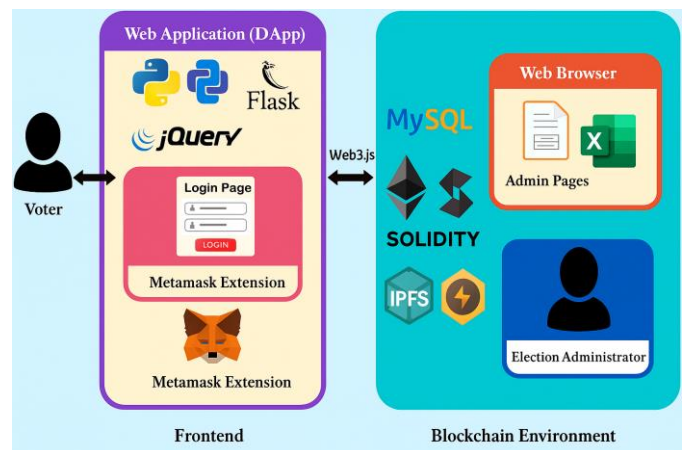 Web Application (DApp)
Flask
jQuery
Login Page
LOGIN
Metamask Extension
Metamask Extension
Voter
Web3.js
MySQL
SOLIDITY
IPFS
Web Browser
X
Admin Pages
Election Administrator
Frontend
Blockchain Environment